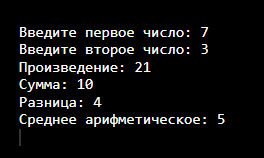 Введите первое число: 7
Введите второе число: 3
Произведение: 21
Сумма: 10
Разница: 4
Среднее арифметическое: 5